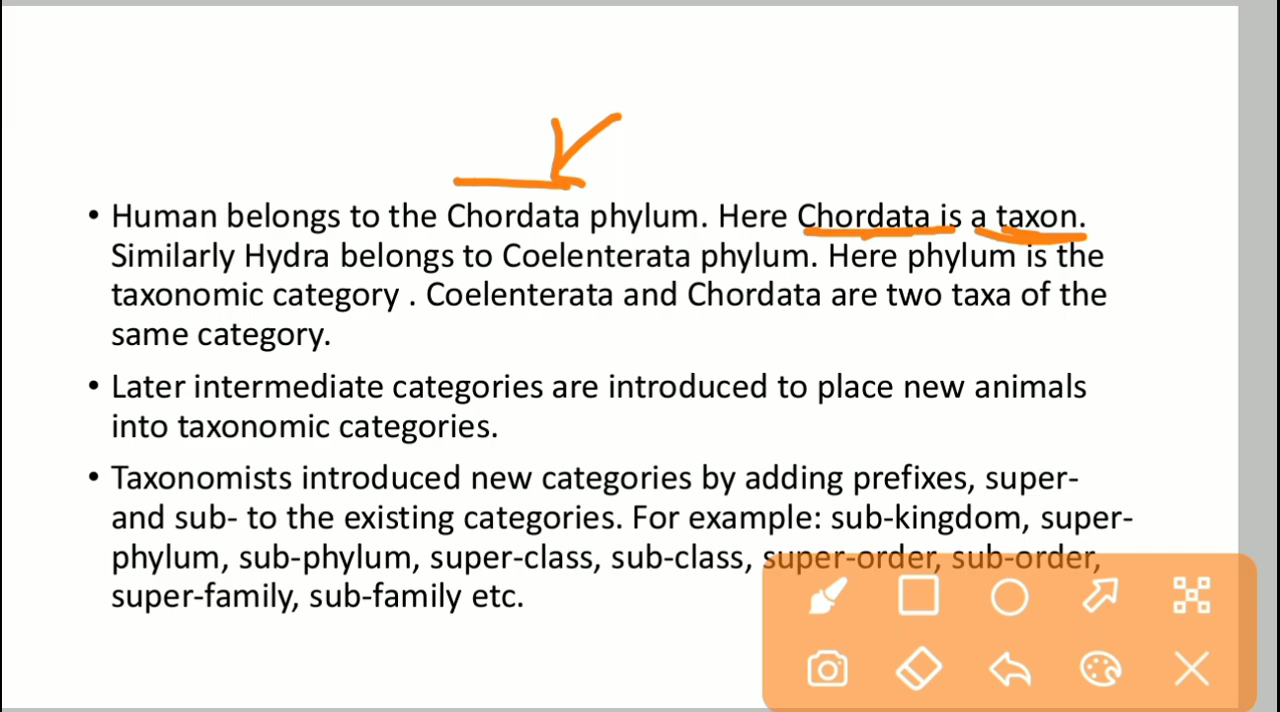 • Human belongs to the Chordata phylum. Here Chordata is a taxon.
Similarly Hydra belongs to Coelenterata phylum. Here phylum is the
taxonomic category . Coelenterata and Chordata are two taxa of the
same category.
• Later intermediate categories are introduced to place new animals
into taxonomic categories.
• Taxonomists introduced new categories by adding prefixes, super-
and sub- to the existing categories. For example: sub-kingdom, super-
phylum, sub-phylum, super-class, sub-class, super-order, sub-order,
super-family, sub-family etc.